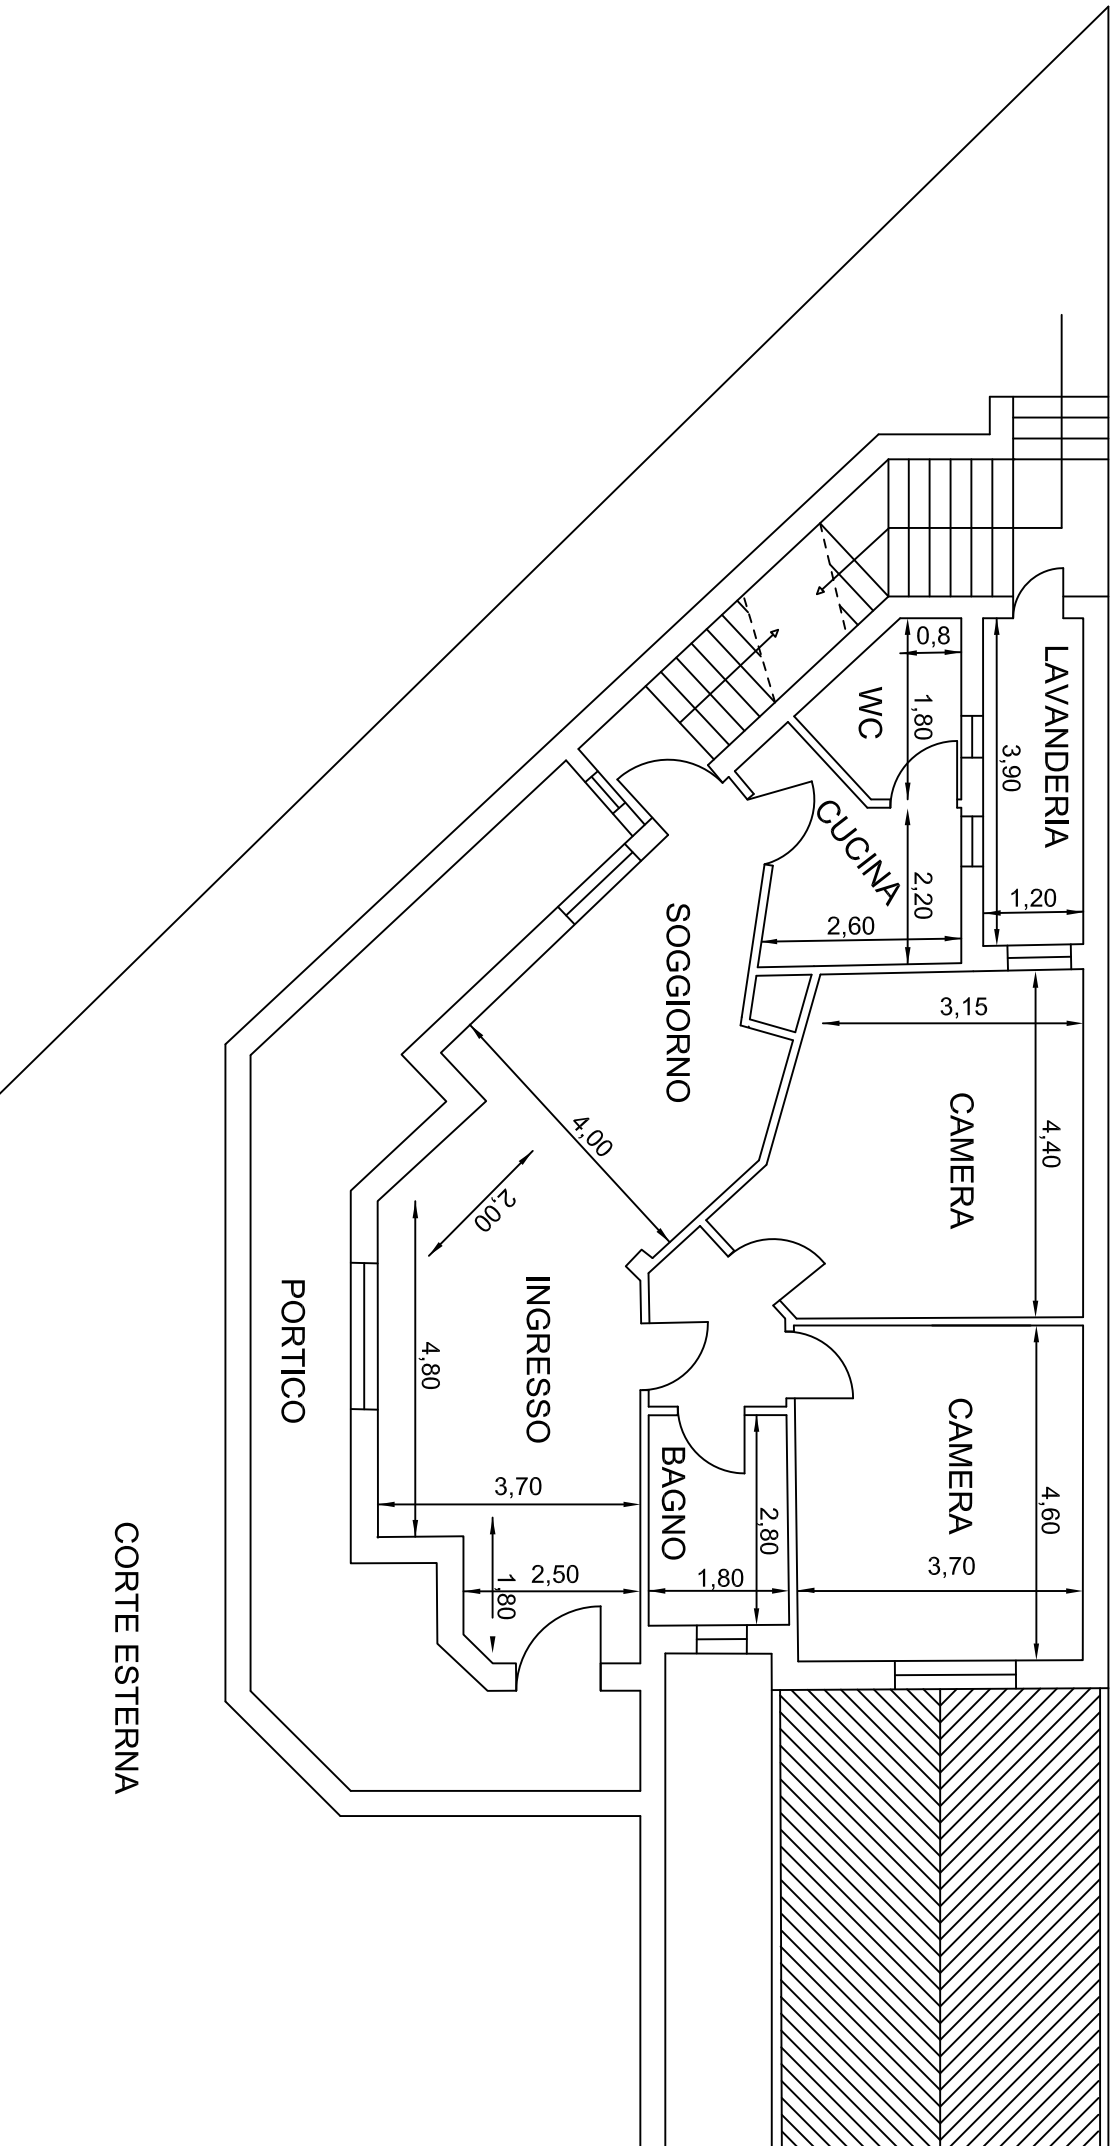 LAVANDERIA
3,90
1,20
0,8
1,80
WC
CUCINA
2,20
2,60
SOGGIORNO
4,00
2,00
3,15
CAMERA
4,40
CAMERA
4,60
3,70
BAGNO
2,80
1,80
INGRESSO
4,80
3,70
2,50
1,80
PORTICO
CORTE ESTERNA